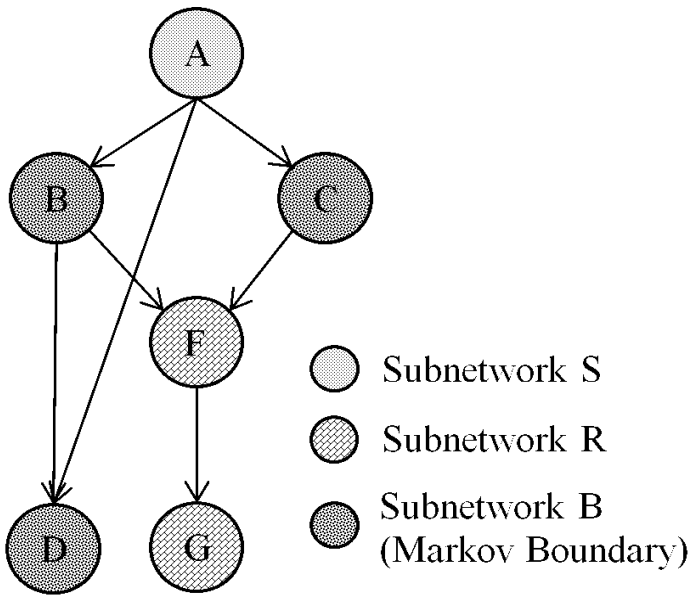 A
B
C
F
D
G
Subnetwork S
Subnetwork R
Subnetwork B
(Markov Boundary)